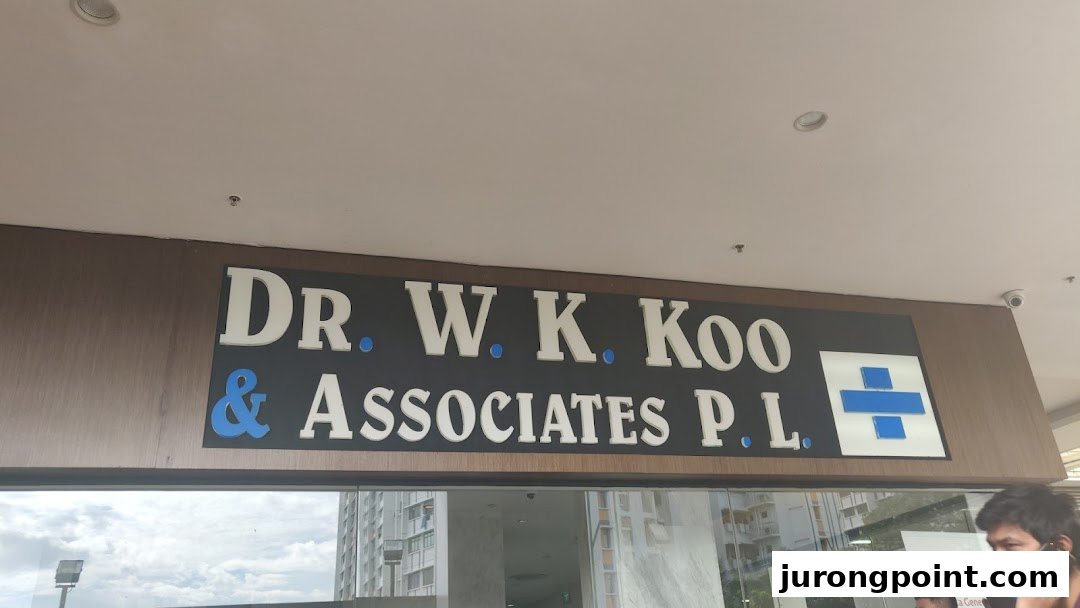 DR. W. K. KOO
& ASSOCIATES P. L.
jurongpoint.com